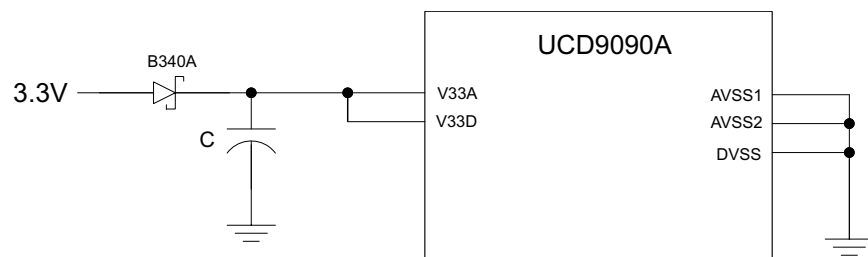 UCD9090A
B340A
3.3V
V33A
AVSS1
V33D
AVSS2
C
DVSS